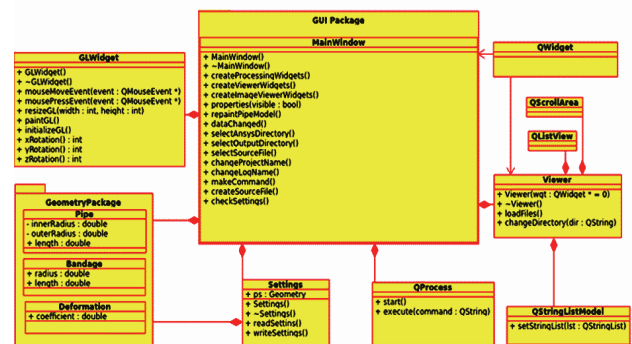 GUI Package
MainWindow
+ MainWindow()
+ ~MainWindow()
+ createProcessingWidgets()
+ createViewerWidgets()
+ createImageViewerWidgets()
+ properties(visible : bool)
+ repaintPipeModel()
+ dataChanged()
+ selectAnsysDirectory()
+ selectOutputDirectory()
+ selectSourceFile()
+ changeProjectName()
+ changeLogName()
+ makeCommand()
+ createSourceFile()
+ checkSettings()
GLWidget
+ GLWidget()
+ ~GLWidget()
+ mouseMoveEvent(event : QMouseEvent *)
+ mousePressEvent(event : QMouseEvent *)
+ resizeGL(width : int, height : int)
+ paintGL()
+ initializeGL()
+ xRotation() : int
+ yRotation() : int
+ zRotation() : int
QWidget
QScrollArea
QListView
Viewer
+ Viewer(wgt : QWidget * = 0)
+ ~Viewer()
+ loadFiles()
+ changeDirectory(dir : QString)
GeometryPackage
Pipe
- innerRadius : double
- outerRadius : double
+ length : double
Bandage
+ radius : double
+ length : double
Deformation
+ coefficient : double
Settings
+ ps : Geometry
+ Settings()
+ ~Settings()
+ readSettins()
+ writeSettings()
QProcess
+ start()
+ execute(command : QString)
QStringListModel
+ setStringList(lst : QStringList)